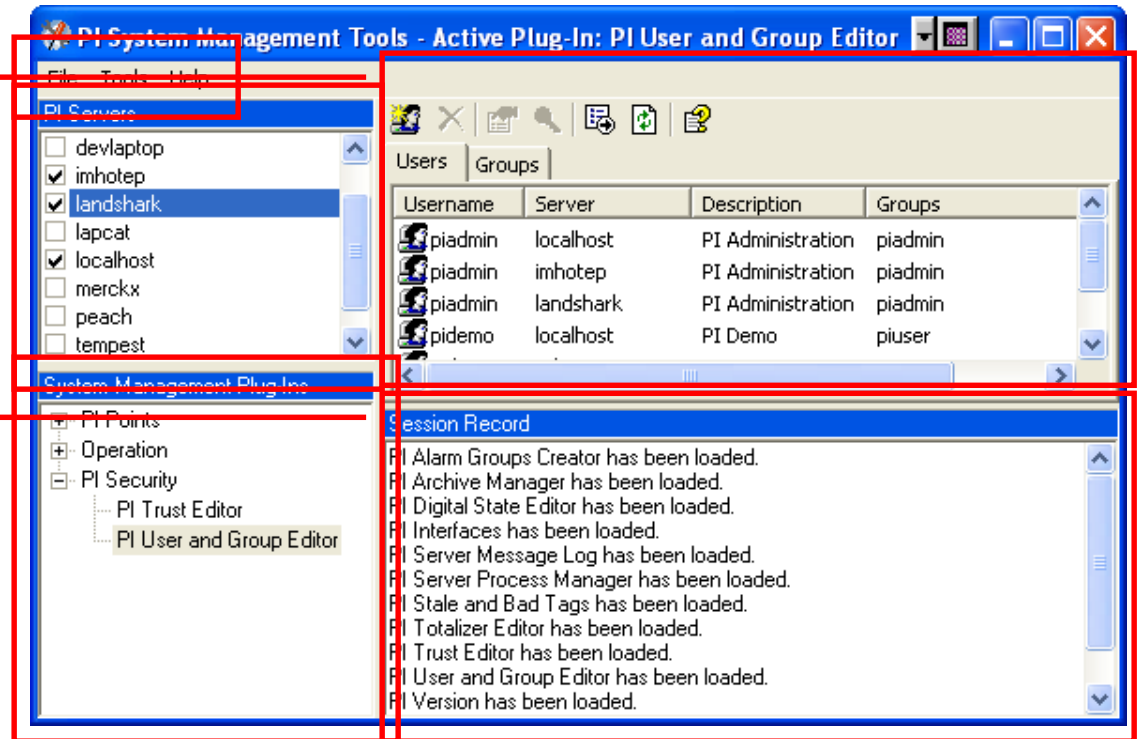 PI System Management Tools - Active Plug-In: PI User and Group Editor
File Tools Help
PI Servers
devlaptop
imhotep
landshark
lapcat
localhost
merckx
peach
tempest
System Management Plug-Ins
PI Points
Operation
PI Security
PI Trust Editor
PI User and Group Editor
Users Groups
Username Server Description Groups
piadmin localhost PI Administration piadmin
piadmin imhotep PI Administration piadmin
piadmin landshark PI Administration piadmin
pidemo localhost PI Demo piuser
Session Record
PI Alarm Groups Creator has been loaded.
PI Archive Manager has been loaded.
PI Digital State Editor has been loaded.
PI Interfaces has been loaded.
PI Server Message Log has been loaded.
PI Server Process Manager has been loaded.
PI Stale and Bad Tags has been loaded.
PI Totalizer Editor has been loaded.
PI Trust Editor has been loaded.
PI User and Group Editor has been loaded.
PI Version has been loaded.